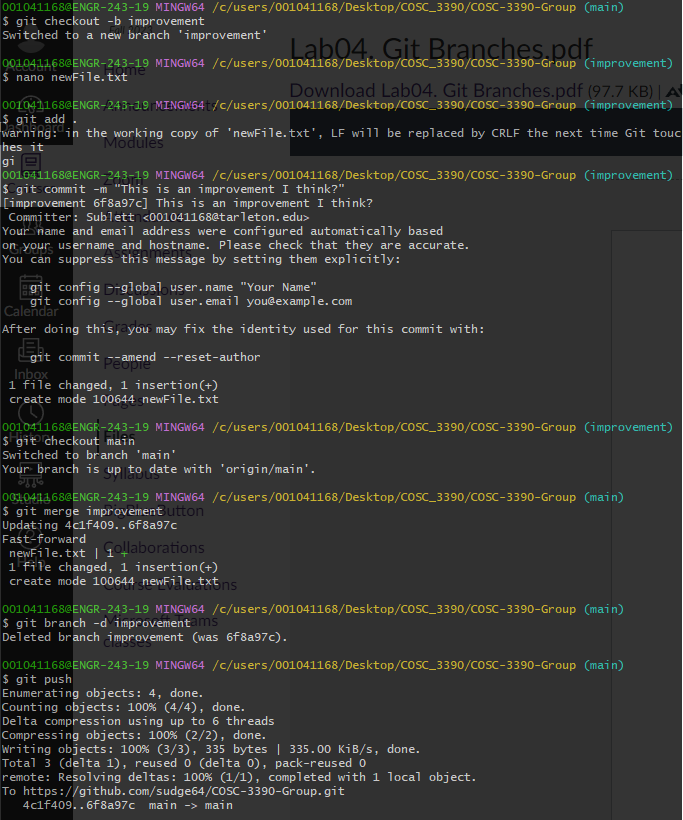 001041168@ENGR-243-19 MINGW64 /c/users/001041168/Desktop/COSC_3390/COSC-3390-Group (main)
$ git checkout -b improvement
Switched to a new branch 'improvement'
Lab04. Git Branches.pdf
Account
Home
001041168@ENGR-243-19 MINGW64 /c/users/001041168/Desktop/COSC_3390/COSC-3390-Group (improvement)
$ nano newFile.txt
Download Lab04. Git Branches.pdf (97.7 KB) |
001041168@ENGR-243-19 MINGW64 /c/users/001041168/Desktop/COSC_3390/COSC-3390-Group (improvement)
$ git add .
Dashboard
warning: in the working copy of 'newFile.txt', LF will be replaced by CRLF the next time Git touc
hes it
Modules
gi
001041168@ENGR-243-19 MINGW64 /c/users/001041168/Desktop/COSC_3390/COSC-3390-Group (improvement)
$ git commit -m "This is an improvement I think?"
[improvement 6f8a97c] This is an improvement I think?
 Committer: Sublett <001041168@tarleton.edu>
Your name and email address were configured automatically based
on your username and hostname. Please check that they are accurate.
Groups
Assignments
You can suppress this message by setting them explicitly:
    git config --global user.name "Your Name"
    git config --global user.email you@example.com
Calendar
Grades
After doing this, you may fix the identity used for this commit with:
    git commit --amend --reset-author
People
Inbox
 1 file changed, 1 insertion(+)
 create mode 100644 newFile.txt
001041168@ENGR-243-19 MINGW64 /c/users/001041168/Desktop/COSC_3390/COSC-3390-Group (improvement)
History
Files
$ git checkout main
Switched to branch 'main'
Your branch is up to date with 'origin/main'.
Syllabus
001041168@ENGR-243-19 MINGW64 /c/users/001041168/Desktop/COSC_3390/COSC-3390-Group (main)
$ git merge improvement
BigBlueButton
Updating 4c1f409..6f8a97c
Fast-forward
 newFile.txt | 1 +
Collaborations
 1 file changed, 1 insertion(+)
 create mode 100644 newFile.txt
Course Evaluations
001041168@ENGR-243-19 MINGW64 /c/users/001041168/Desktop/COSC_3390/COSC-3390-Group (main)
$ git branch -d improvement
Microsoft Teams
classes
Deleted branch improvement (was 6f8a97c).
001041168@ENGR-243-19 MINGW64 /c/users/001041168/Desktop/COSC_3390/COSC-3390-Group (main)
$ git push
Enumerating objects: 4, done.
Counting objects: 100% (4/4), done.
Delta compression using up to 6 threads
Compressing objects: 100% (2/2), done.
Writing objects: 100% (3/3), 335 bytes | 335.00 KiB/s, done.
Total 3 (delta 1), reused 0 (delta 0), pack-reused 0
remote: Resolving deltas: 100% (1/1), completed with 1 local object.
To https://github.com/sudge64/COSC-3390-Group.git
   4c1f409..6f8a97c  main -> main